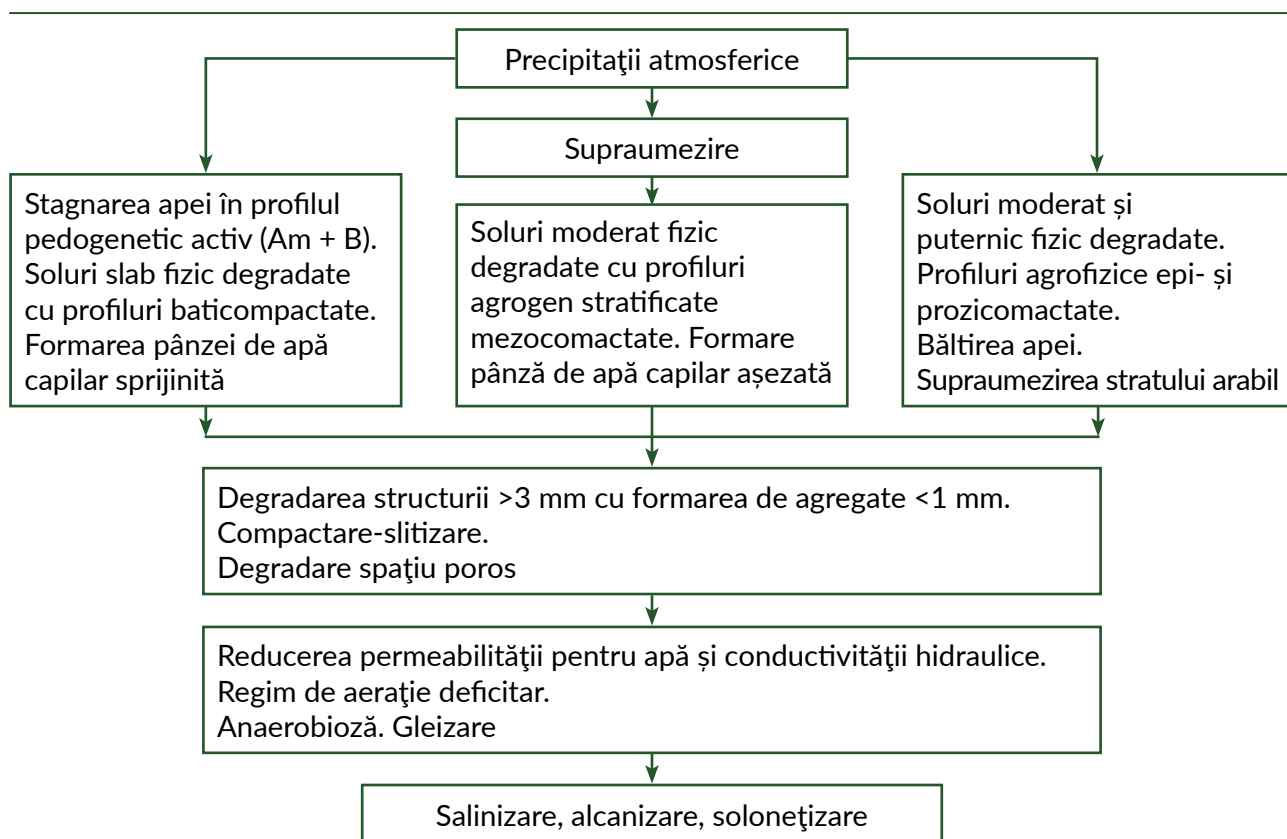 Precipitaţii atmosferice
Supraumezire
Stagnarea apei în profilul
pedogenetic activ (Am + B).
Soluri slab fizic degradate
cu profiluri baticompactate.
Formarea pânzei de apă
capilar sprijinită
Soluri moderat fizic
degradate cu profiluri
agrogen stratificate
mezocomactate. Formare
pânză de apă capilar așezată
Soluri moderat și
puternic fizic degradate.
Profiluri agrofizice epi- și
prozicomactate.
Băltirea apei.
Supraumezirea stratului arabil
Degradarea structurii >3 mm cu formarea de agregate <1 mm.
Compactare-slitizare.
Degradare spaţiu poros
Reducerea permeabilităţii pentru apă și conductivităţii hidraulice.
Regim de aeraţie deficitar.
Anaerobioză. Gleizare
Salinizare, alcanizare, soloneţizare